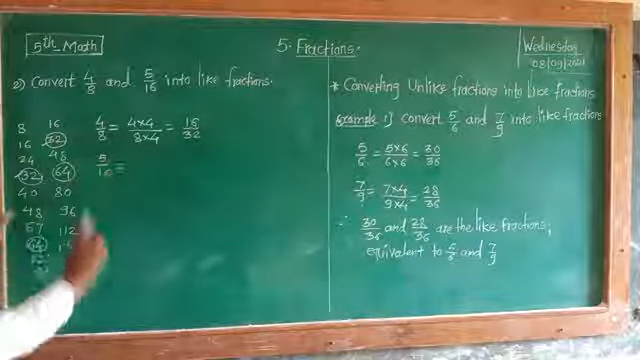 5th Math
5. Fractions
Wednesday
08/09/2021
2) Convert 4/8 and 5/16 into like fractions.
8 16
16 32
24 48
32 64
40 80
48 96
57 112
64
4/8 = 4×4/8×4 = 16/32
5/16 =
* Converting Unlike fractions into like fractions
Example 1) Convert 5/6 and 7/9 into like fractions
5/6 = 5×6/6×6 = 30/36
7/9 = 7×4/9×4 = 28/36
∴ 30/36 and 28/36 are the like fractions,
equivalent to 5/6 and 7/9